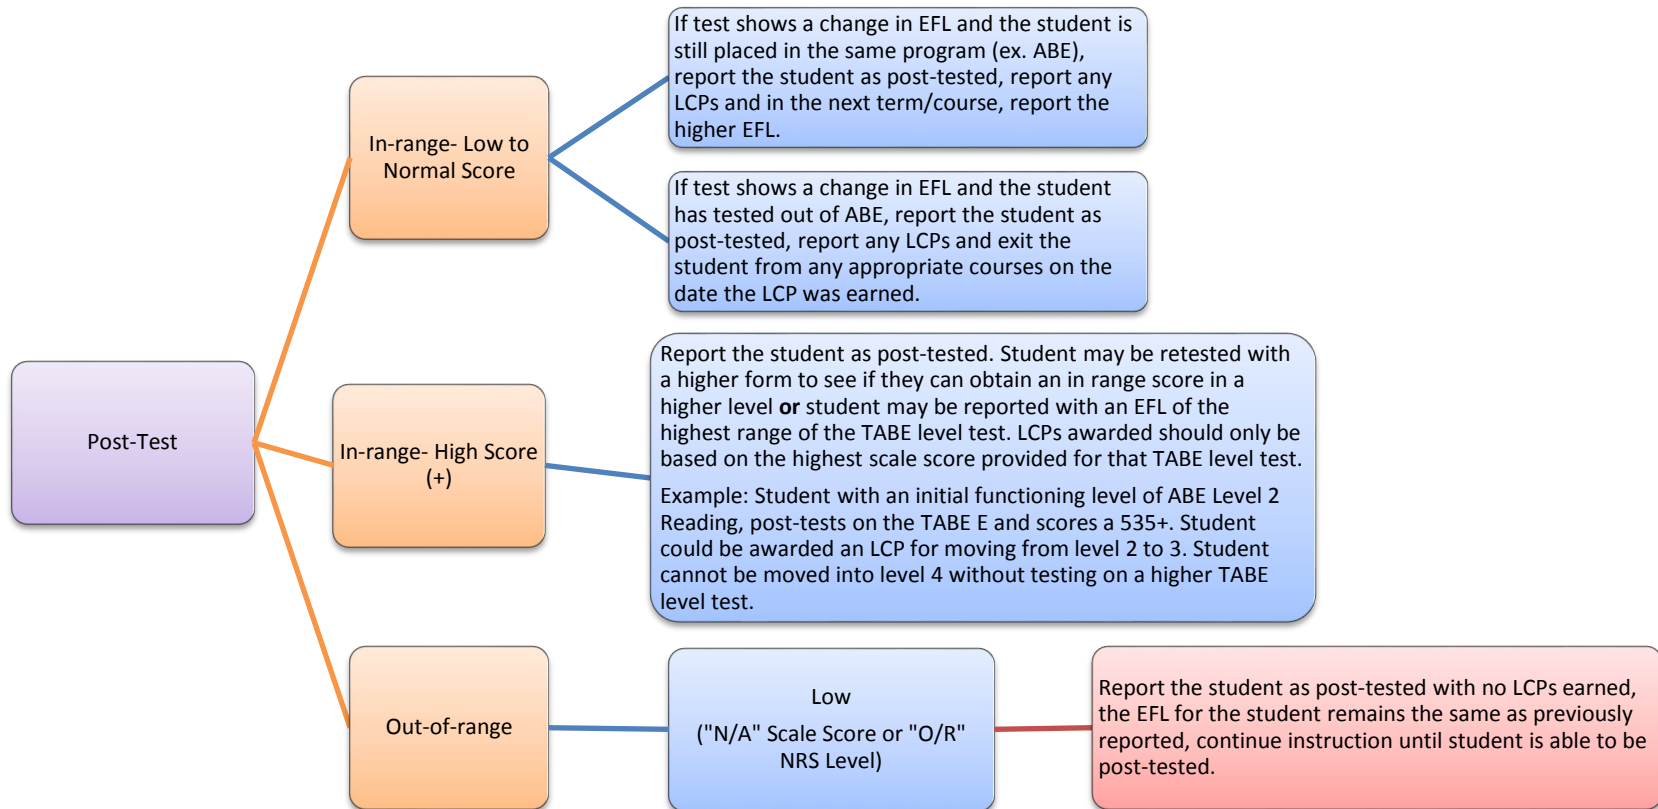 Post-Test
In-range- Low to
Normal Score
If test shows a change in EFL and the student is
still placed in the same program (ex. ABE),
report the student as post-tested, report any
LCPs and in the next term/course, report the
higher EFL.
If test shows a change in EFL and the student
has tested out of ABE, report the student as
post-tested, report any LCPs and exit the
student from any appropriate courses on the
date the LCP was earned.
In-range- High Score
(+)
Report the student as post-tested. Student may be retested with
a higher form to see if they can obtain an in range score in a
higher level or student may be reported with an EFL of the
highest range of the TABE level test. LCPs awarded should only be
based on the highest scale score provided for that TABE level test.
Example: Student with an initial functioning level of ABE Level 2
Reading, post-tests on the TABE E and scores a 535+. Student
could be awarded an LCP for moving from level 2 to 3. Student
cannot be moved into level 4 without testing on a higher TABE
level test.
Out-of-range
Low
("N/A" Scale Score or "O/R"
NRS Level)
Report the student as post-tested with no LCPs earned,
the EFL for the student remains the same as previously
reported, continue instruction until student is able to be
post-tested.